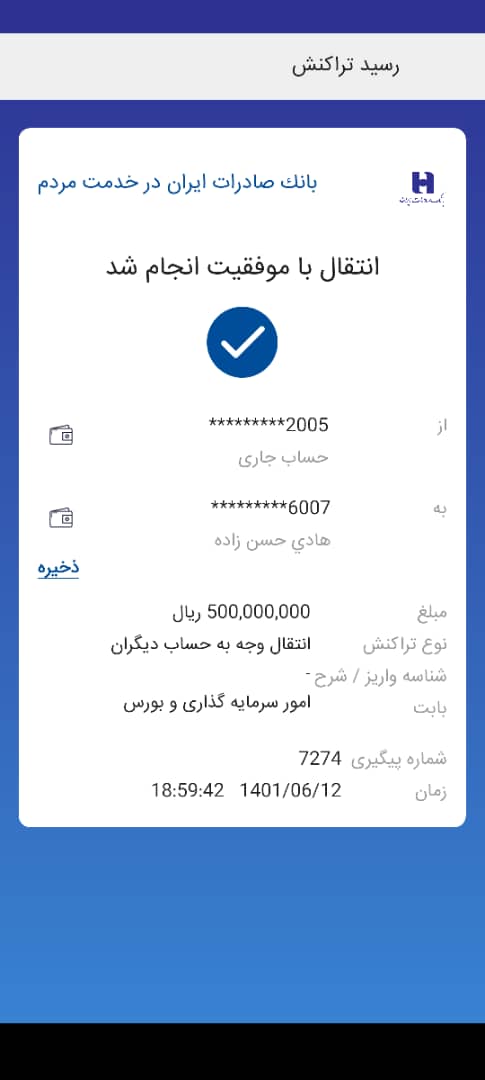 رسید تراکنش
بانك صادرات ایران در خدمت مردم
بانک صادرات ایران
انتقال با موفقیت انجام شد
از 2005*********
حساب جاری
به 6007*********
هادي حسن زاده
ذخیره
مبلغ 500,000,000 ریال
نوع تراکنش انتقال وجه به حساب دیگران
شناسه واریز / شرح -
بابت امور سرمایه گذاری و بورس
شماره پیگیری 7274
زمان 1401/06/12 18:59:42